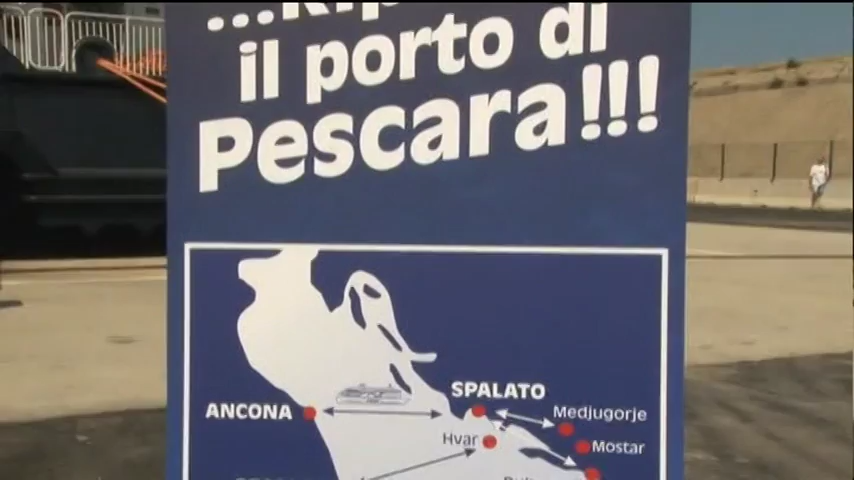 il porto di
Pescara!!!
ANCONA
SPALATO
Medjugorje
Hvar
Mostar